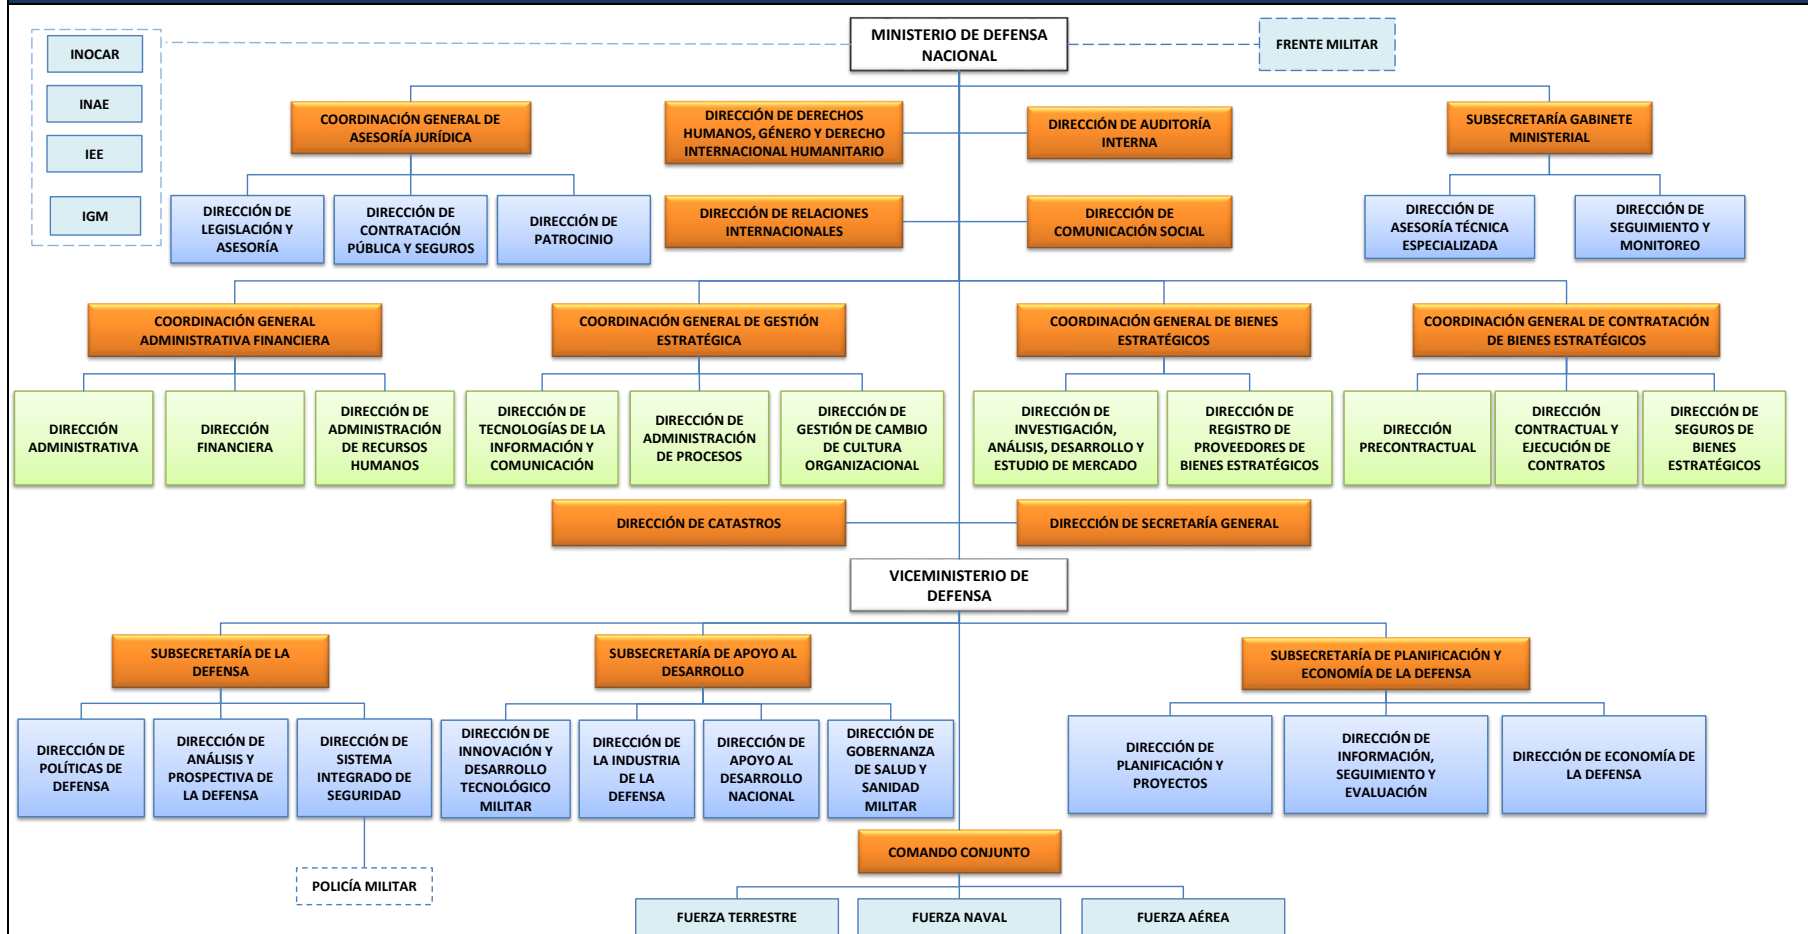 MINISTERIO DE DEFENSA
NACIONAL
FRENTE MILITAR
INOCAR
INAE
IEE
IGM
COORDINACIÓN GENERAL DE
ASESORÍA JURÍDICA
DIRECCIÓN DE DERECHOS
HUMANOS, GÉNERO Y DERECHO
INTERNACIONAL HUMANITARIO
DIRECCIÓN DE AUDITORÍA
INTERNA
SUBSECRETARÍA GABINETE
MINISTERIAL
DIRECCIÓN DE
LEGISLACIÓN Y
ASESORÍA
DIRECCIÓN DE
CONTRATACIÓN
PÚBLICA Y SEGUROS
DIRECCIÓN DE
PATROCINIO
DIRECCIÓN DE RELACIONES
INTERNACIONALES
DIRECCIÓN DE
COMUNICACIÓN SOCIAL
DIRECCIÓN DE
ASESORÍA TÉCNICA
ESPECIALIZADA
DIRECCIÓN DE
SEGUIMIENTO Y
MONITOREO
COORDINACIÓN GENERAL
ADMINISTRATIVA FINANCIERA
COORDINACIÓN GENERAL DE GESTIÓN
ESTRATÉGICA
COORDINACIÓN GENERAL DE BIENES
ESTRATÉGICOS
COORDINACIÓN GENERAL DE CONTRATACIÓN
DE BIENES ESTRATÉGICOS
DIRECCIÓN
ADMINISTRATIVA
DIRECCIÓN
FINANCIERA
DIRECCIÓN DE
ADMINISTRACIÓN
DE RECURSOS
HUMANOS
DIRECCIÓN DE
TECNOLOGÍAS DE LA
INFORMACIÓN Y
COMUNICACIÓN
DIRECCIÓN DE
ADMINISTRACIÓN
DE PROCESOS
DIRECCIÓN DE
GESTIÓN DE CAMBIO
DE CULTURA
ORGANIZACIONAL
DIRECCIÓN DE
INVESTIGACIÓN,
ANÁLISIS, DESARROLLO Y
ESTUDIO DE MERCADO
DIRECCIÓN DE
REGISTRO DE
PROVEEDORES DE
BIENES ESTRATÉGICOS
DIRECCIÓN
PRECONTRACTUAL
DIRECCIÓN
CONTRACTUAL Y
EJECUCIÓN DE
CONTRATOS
DIRECCIÓN DE
SEGUROS DE
BIENES
ESTRATÉGICOS
DIRECCIÓN DE CATASTROS
DIRECCIÓN DE SECRETARÍA GENERAL
VICEMINISTERIO DE
DEFENSA
SUBSECRETARÍA DE LA
DEFENSA
SUBSECRETARÍA DE APOYO AL
DESARROLLO
SUBSECRETARÍA DE PLANIFICACIÓN Y
ECONOMÍA DE LA DEFENSA
DIRECCIÓN DE
POLÍTICAS DE
DEFENSA
DIRECCIÓN DE
ANÁLISIS Y
PROSPECTIVA DE
LA DEFENSA
DIRECCIÓN DE
SISTEMA
INTEGRADO DE
SEGURIDAD
DIRECCIÓN DE
INNOVACIÓN Y
DESARROLLO
TECNOLÓGICO
MILITAR
DIRECCIÓN DE
LA INDUSTRIA
DE LA
DEFENSA
DIRECCIÓN DE
APOYO AL
DESARROLLO
NACIONAL
DIRECCIÓN DE
GOBERNANZA
DE SALUD Y
SANIDAD
MILITAR
DIRECCIÓN DE
PLANIFICACIÓN Y
PROYECTOS
DIRECCIÓN DE
INFORMACIÓN,
SEGUIMIENTO Y
EVALUACIÓN
DIRECCIÓN DE ECONOMÍA DE
LA DEFENSA
POLICÍA MILITAR
COMANDO CONJUNTO
FUERZA TERRESTRE
FUERZA NAVAL
FUERZA AÉREA